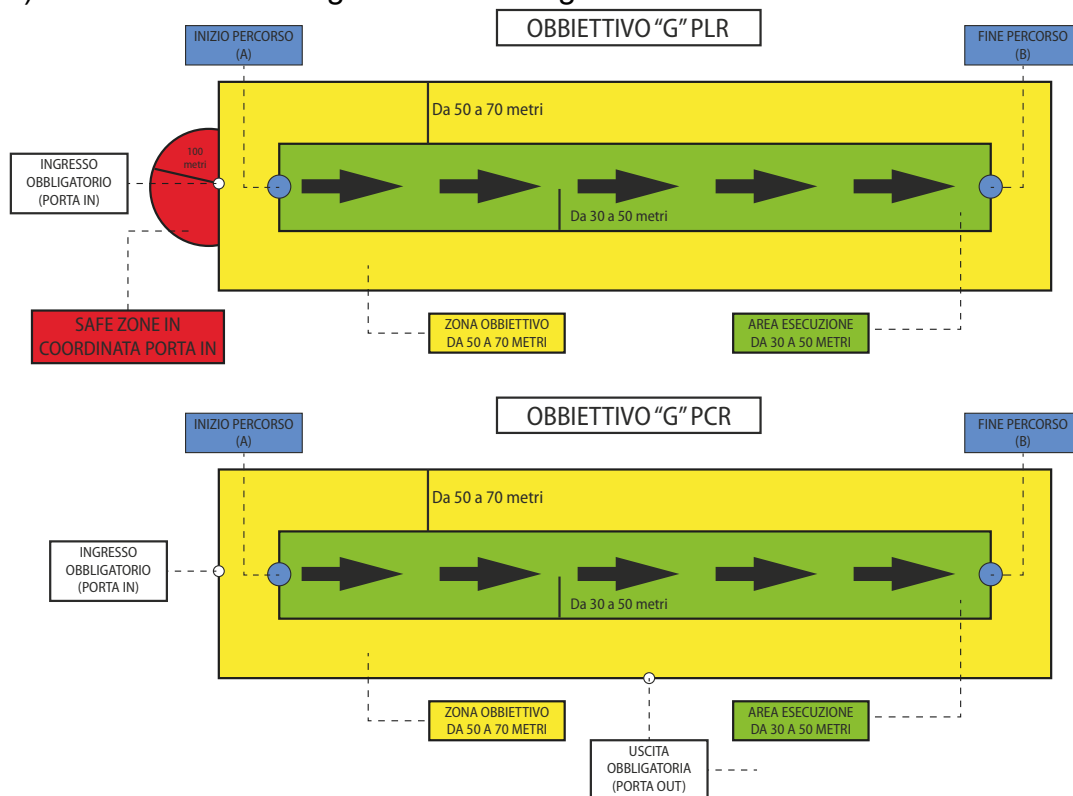 OBBIETTIVO “G” PLR
INIZIO PERCORSO
(A)
FINE PERCORSO
(B)
Da 50 a 70 metri
100
metri
INGRESSO
OBBLIGATORIO
(PORTA IN)
Da 30 a 50 metri
SAFE ZONE IN
COORDINATA PORTA IN
ZONA OBIETTIVO
DA 50 A 70 METRI
AREA ESECUZIONE
DA 30 A 50 METRI
OBBIETTIVO “G” PCR
INIZIO PERCORSO
(A)
FINE PERCORSO
(B)
Da 50 a 70 metri
INGRESSO
OBBLIGATORIO
(PORTA IN)
Da 30 a 50 metri
ZONA OBBIETTIVO
DA 50 A 70 METRI
AREA ESECUZIONE
DA 30 A 50 METRI
USCITA
OBBLIGATORIA
(PORTA OUT)